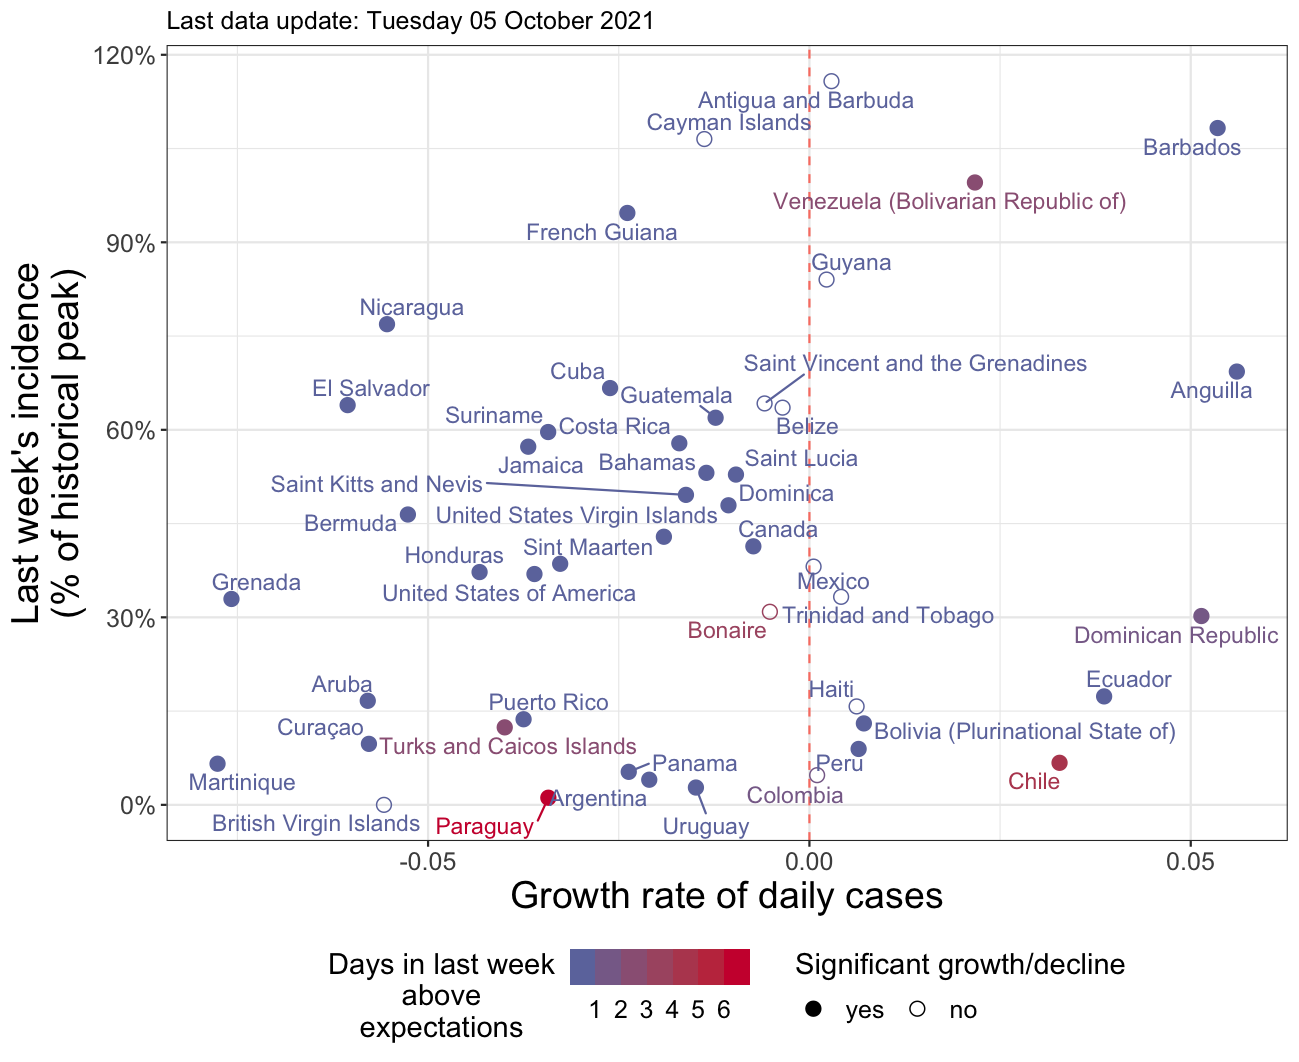 Last data update: Tuesday 05 October 2021
120%
Antigua and Barbuda
Cayman Islands
Barbados
Venezuela (Bolivarian Republic of)
French Guiana
90%
Guyana
Nicaragua
Saint Vincent and the Grenadines
Cuba
El Salvador
Guatemala
Anguilla
Suriname
Costa Rica
Belize
60%
Jamaica
Bahamas
Saint Lucia
Saint Kitts and Nevis
Dominica
Bermuda
United States Virgin Islands
Canada
Honduras
Sint Maarten
Grenada
United States of America
Mexico
Trinidad and Tobago
30%
Bonaire
Dominican Republic
Aruba
Haiti
Ecuador
Puerto Rico
Curaçao
Turks and Caicos Islands
Bolivia (Plurinational State of)
Martinique
Panama
Peru
Chile
0%
Argentina
Colombia
British Virgin Islands
Paraguay
Uruguay
Last week's incidence
(% of historical peak)
-0.05 0.00 0.05
Growth rate of daily cases
Days in last week
above
expectations
1 2 3 4 5 6
Significant growth/decline
yes no